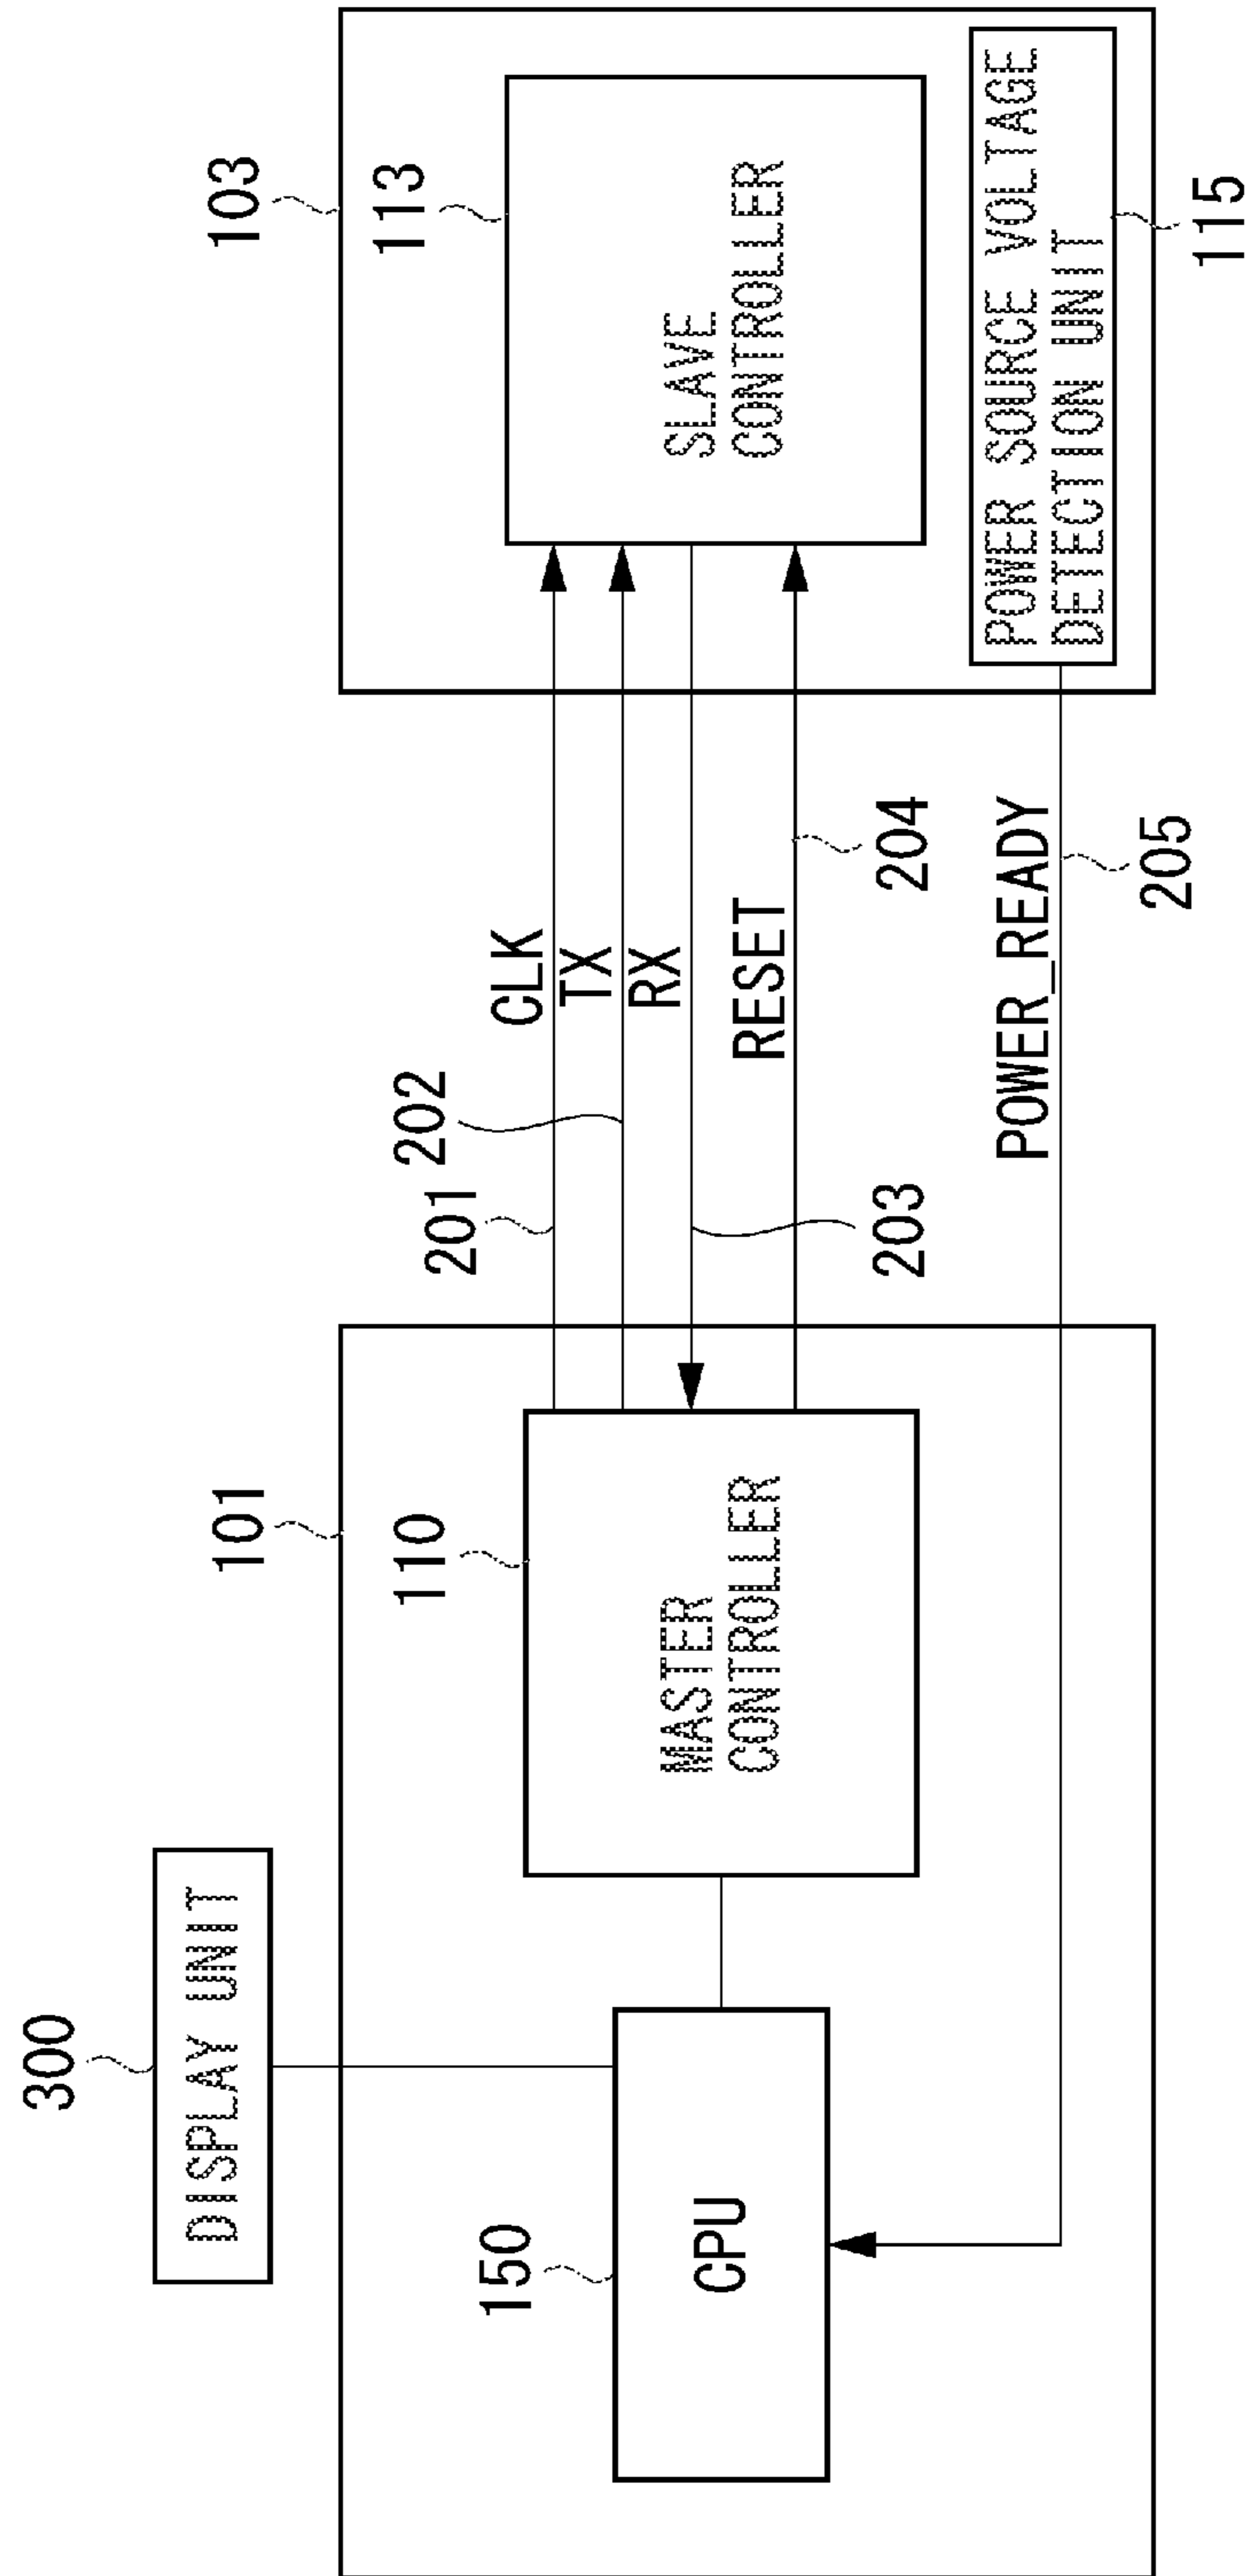 300
DISPLAY UNIT
101
103
150
CPU
110
MASTER
CONTROLLER
201
202
CLK
TX
RX
203
RESET
204
POWER_READY
205
113
SLAVE
CONTROLLER
POWER SOURCE VOLTAGE
DETECTION UNIT
115